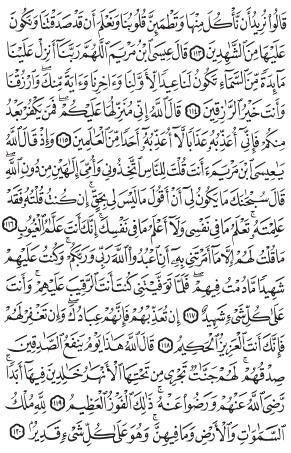 قَالُوا۟ نُرِيدُ أَن نَّأْكُلَ مِنْهَا وَتَطْمَئِنَّ قُلُوبُنَا وَنَعْلَمَ أَن قَدْ صَدَقْتَنَا وَنَكُونَ
عَلَيْهَا مِنَ ٱلشَّٰهِدِينَ ١١٣ قَالَ عِيسَى ٱبْنُ مَرْيَمَ ٱللَّهُمَّ رَبَّنَآ أَنزِلْ عَلَيْنَا
مَآئِدَةً مِّنَ ٱلسَّمَآءِ تَكُونُ لَنَا عِيدًا لِّأَوَّلِنَا وَءَاخِرِنَا وَءَايَةً مِّنكَ ۖ وَٱرْزُقْنَا
وَأَنتَ خَيْرُ ٱلرَّٰزِقِينَ ١١٤ قَالَ ٱللَّهُ إِنِّى مُنَزِّلُهَا عَلَيْكُمْ ۖ فَمَن يَكْفُرْ بَعْدُ
مِنكُمْ فَإِنِّىٓ أُعَذِّبُهُۥ عَذَابًا لَّآ أُعَذِّبُهُۥٓ أَحَدًا مِّنَ ٱلْعَٰلَمِينَ ١١٥ وَإِذْ قَالَ ٱللَّهُ
يَٰعِيسَى ٱبْنَ مَرْيَمَ ءَأَنتَ قُلْتَ لِلنَّاسِ ٱتَّخِذُونِى وَأُمِّىَ إِلَٰهَيْنِ مِن دُونِ ٱللَّهِ ۖ
قَالَ سُبْحَٰنَكَ مَا يَكُونُ لِىٓ أَنْ أَقُولَ مَا لَيْسَ لِى بِحَقٍّ ۚ إِن كُنتُ قُلْتُهُۥ فَقَدْ
عَلِمْتَهُۥ ۚ تَعْلَمُ مَا فِى نَفْسِى وَلَآ أَعْلَمُ مَا فِى نَفْسِكَ ۚ إِنَّكَ أَنتَ عَلَّٰمُ ٱلْغُيُوبِ
١١٦ مَا قُلْتُ لَهُمْ إِلَّا مَآ أَمَرْتَنِى بِهِۦٓ أَنِ ٱعْبُدُوا۟ ٱللَّهَ رَبِّى وَرَبَّكُمْ ۚ وَكُنتُ عَلَيْهِمْ
شَهِيدًا مَّا دُمْتُ فِيهِمْ ۖ فَلَمَّا تَوَفَّيْتَنِى كُنتَ أَنتَ ٱلرَّقِيبَ عَلَيْهِمْ ۚ وَأَنتَ
عَلَىٰ كُلِّ شَىْءٍ شَهِيدٌ ١١٧ إِن تُعَذِّبْهُمْ فَإِنَّهُمْ عِبَادُكَ ۖ وَإِن تَغْفِرْ لَهُمْ
فَإِنَّكَ أَنتَ ٱلْعَزِيزُ ٱلْحَكِيمُ ١١٨ قَالَ ٱللَّهُ هَٰذَا يَوْمُ يَنفَعُ ٱلصَّٰدِقِينَ
صِدْقُهُمْ ۚ لَهُمْ جَنَّٰتٌ تَجْرِى مِن تَحْتِهَا ٱلْأَنْهَٰرُ خَٰلِدِينَ فِيهَآ أَبَدًا ۚ
رَّضِىَ ٱللَّهُ عَنْهُمْ وَرَضُوا۟ عَنْهُ ۚ ذَٰلِكَ ٱلْفَوْزُ ٱلْعَظِيمُ ١١٩ لِلَّهِ مُلْكُ
ٱلسَّمَٰوَٰتِ وَٱلْأَرْضِ وَمَا فِيهِنَّ ۚ وَهُوَ عَلَىٰ كُلِّ شَىْءٍ قَدِيرٌۢ ١٢٠